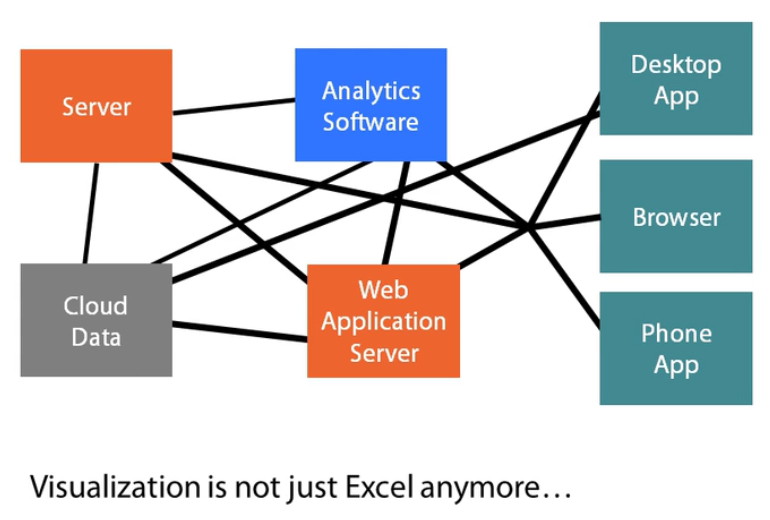 Server
Analytics
Software
Desktop
App
Browser
Cloud
Data
Web
Application
Server
Phone
App
Visualization is not just Excel anymore…